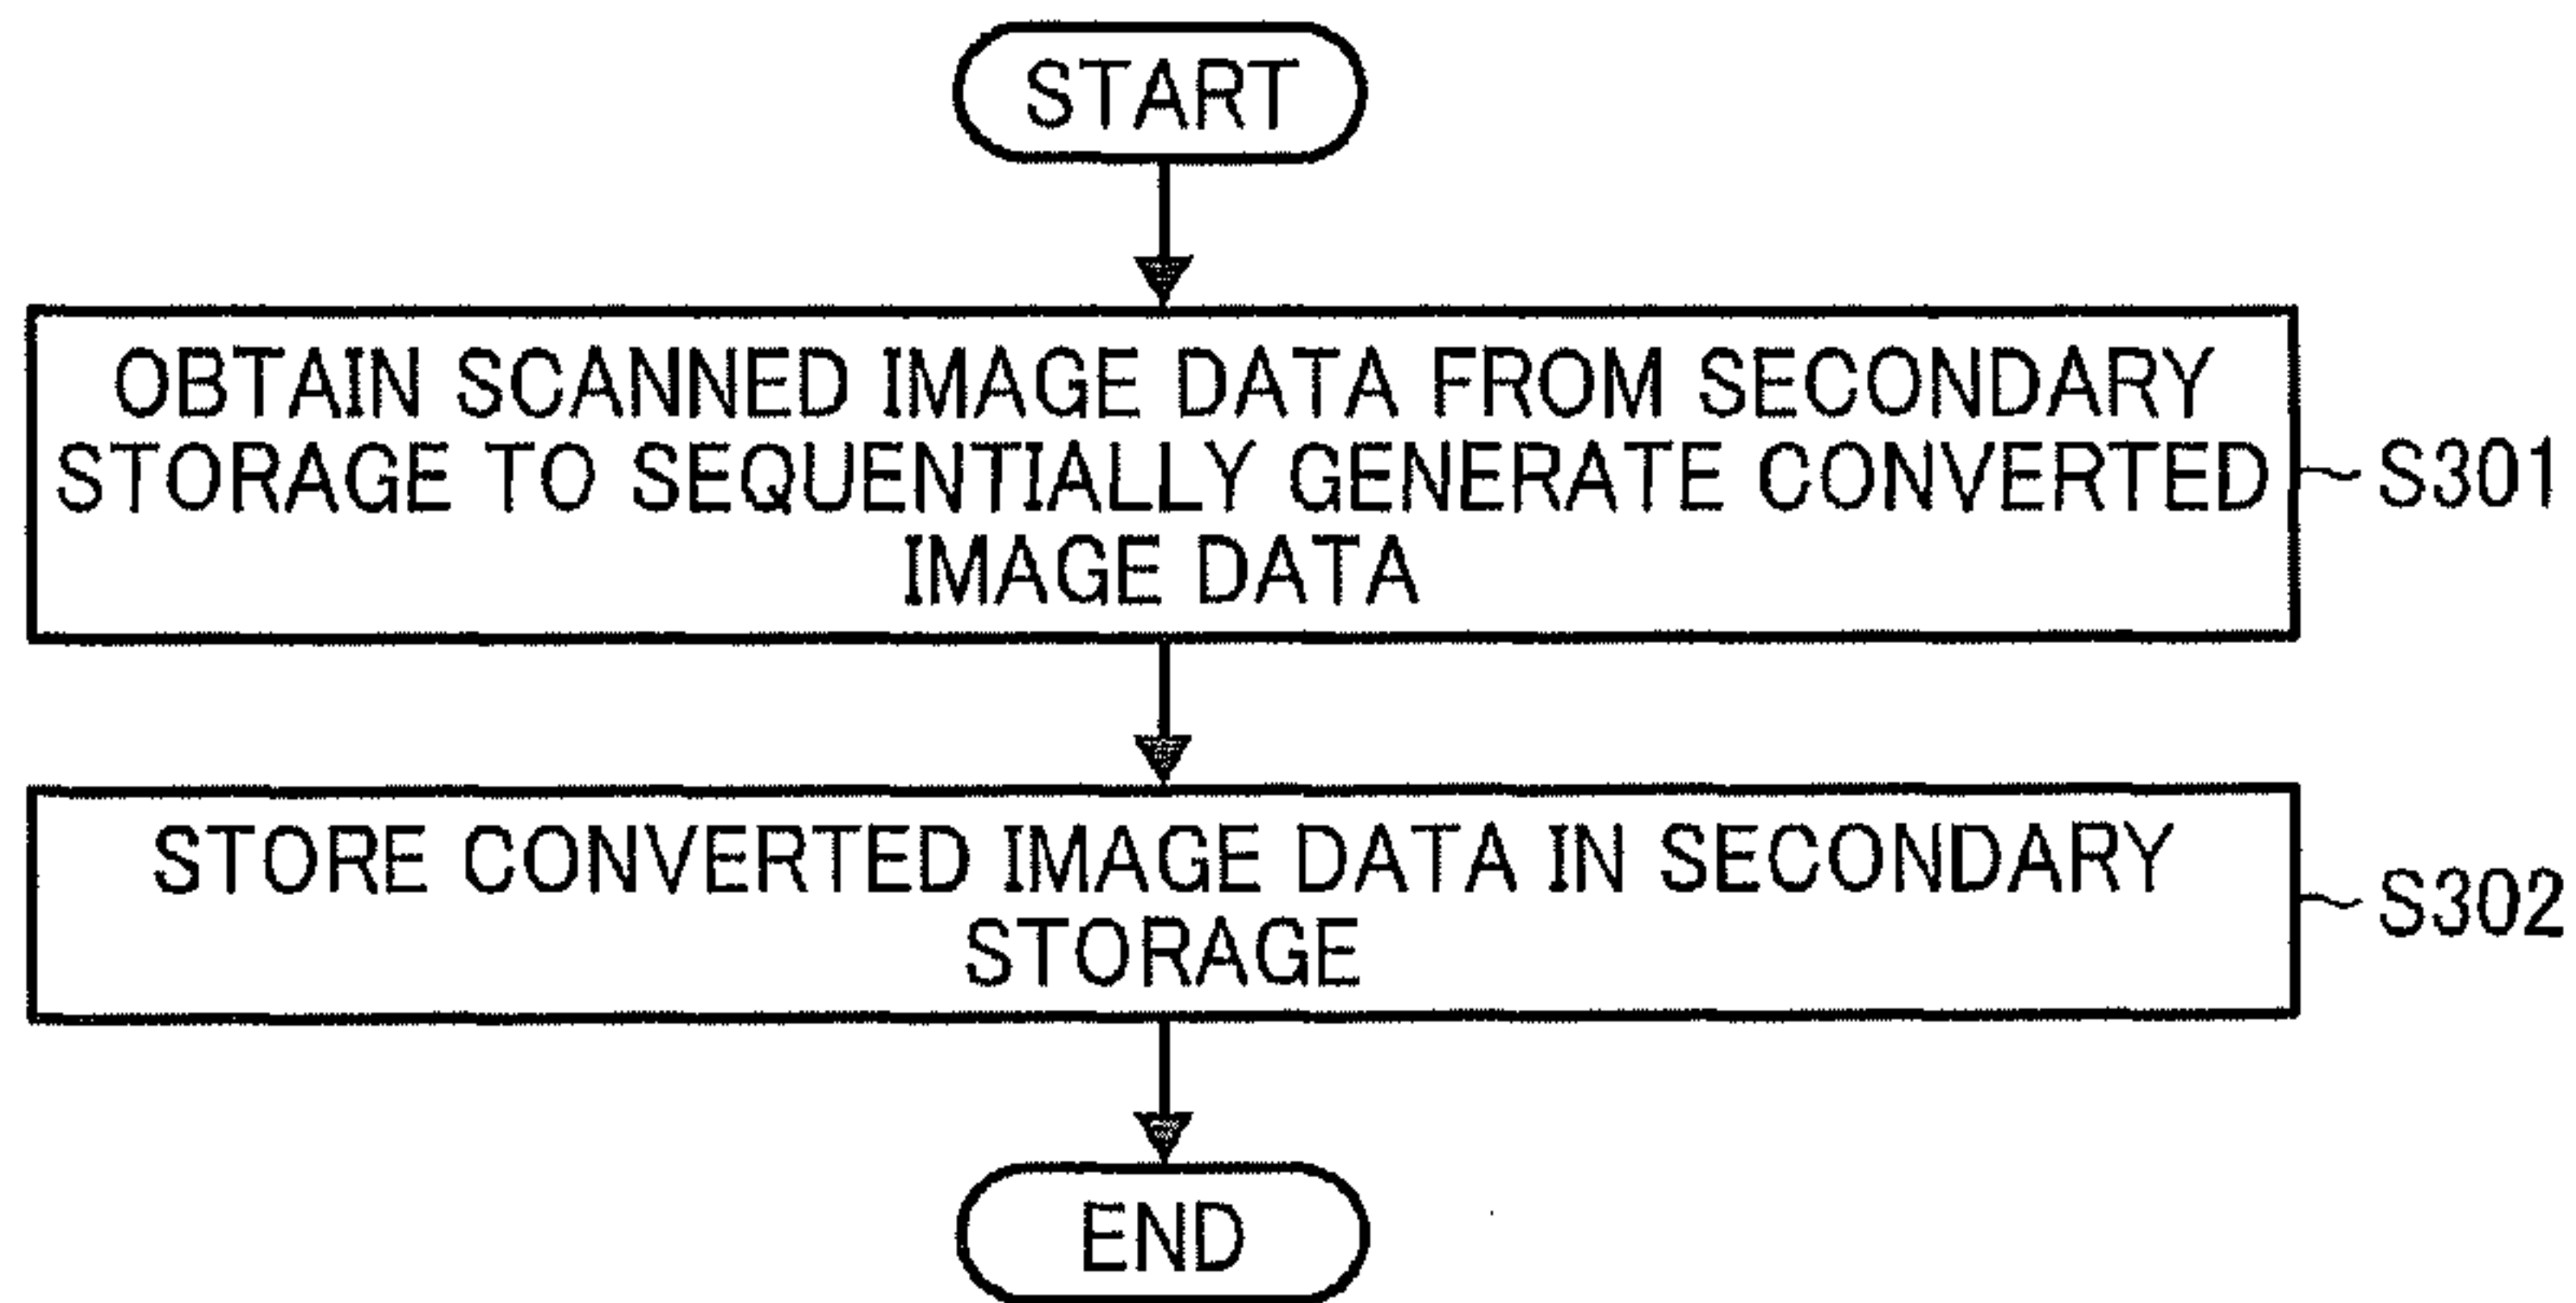 START
OBTAIN SCANNED IMAGE DATA FROM SECONDARY
STORAGE TO SEQUENTIALLY GENERATE CONVERTED
IMAGE DATA
S301
STORE CONVERTED IMAGE DATA IN SECONDARY
STORAGE
S302
END